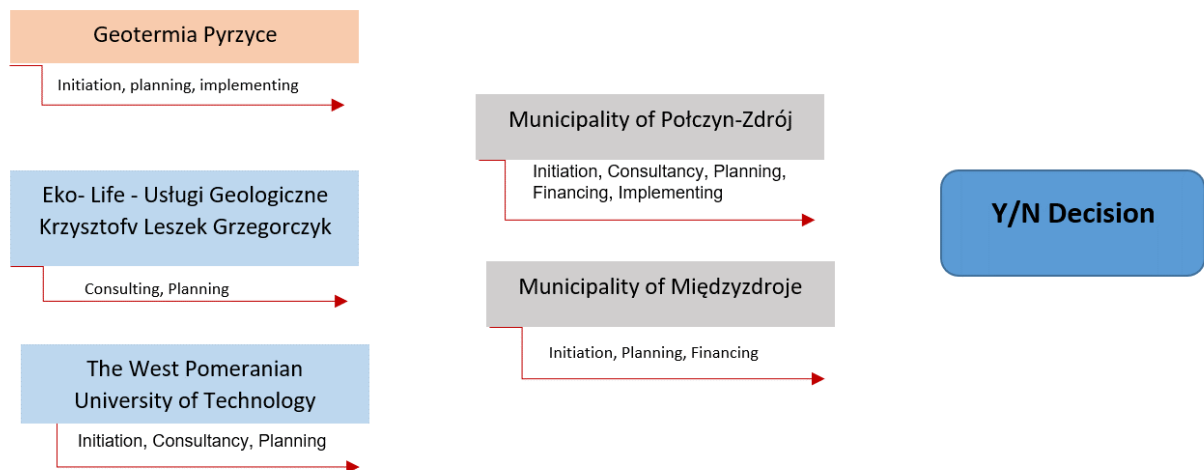 Geotermia Pyrzyce
Initiation, planning, implementing
Eko- Life - Usługi Geologiczne
Krzysztofv Leszek Grzegorczyk
Consulting, Planning
The West Pomeranian
University of Technology
Initiation, Consultancy, Planning
Municipality of Połczyn-Zdrój
Initiation, Consultancy, Planning,
Financing, Implementing
Municipality of Międzyzdroje
Initiation, Planning, Financing
Y/N Decision